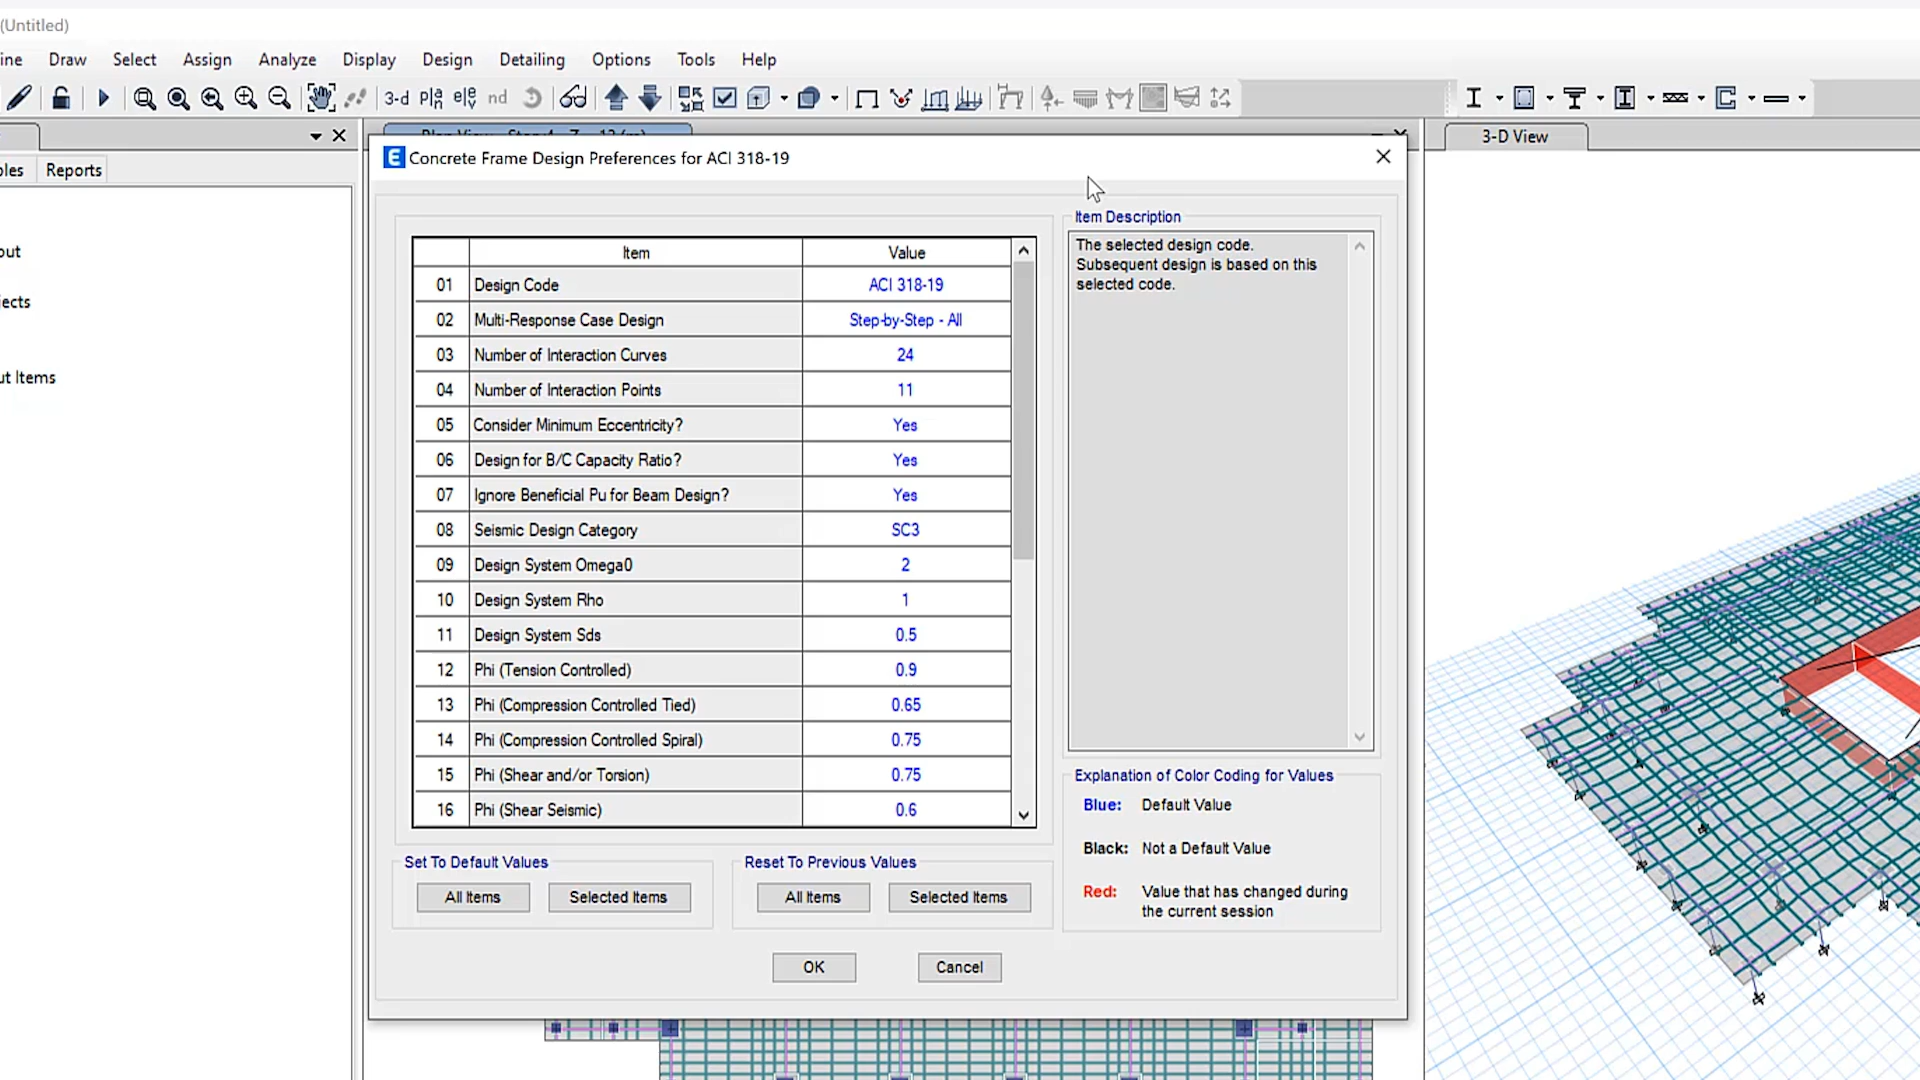 (Untitled)
ine Draw Select Assign Analyze Display Design Detailing Options Tools Help
3-d nd
3-D View
les Reports
Concrete Frame Design Preferences for ACI 318-19
Item Description
The selected design code.
Subsequent design is based on this
selected code.
Item Value
01 Design Code ACI 318-19
02 Multi-Response Case Design Step-by-Step - All
03 Number of Interaction Curves 24
04 Number of Interaction Points 11
05 Consider Minimum Eccentricity? Yes
06 Design for B/C Capacity Ratio? Yes
07 Ignore Beneficial Pu for Beam Design? Yes
08 Seismic Design Category SC3
09 Design System Omega0 2
10 Design System Rho 1
11 Design System Sds 0.5
12 Phi (Tension Controlled) 0.9
13 Phi (Compression Controlled Tied) 0.65
14 Phi (Compression Controlled Spiral) 0.75
15 Phi (Shear and/or Torsion) 0.75
16 Phi (Shear Seismic) 0.6
out
jects
ut Items
Explanation of Color Coding for Values
Blue: Default Value
Black: Not a Default Value
Red: Value that has changed during
the current session
Set To Default Values
All Items Selected Items
Reset To Previous Values
All Items Selected Items
OK Cancel